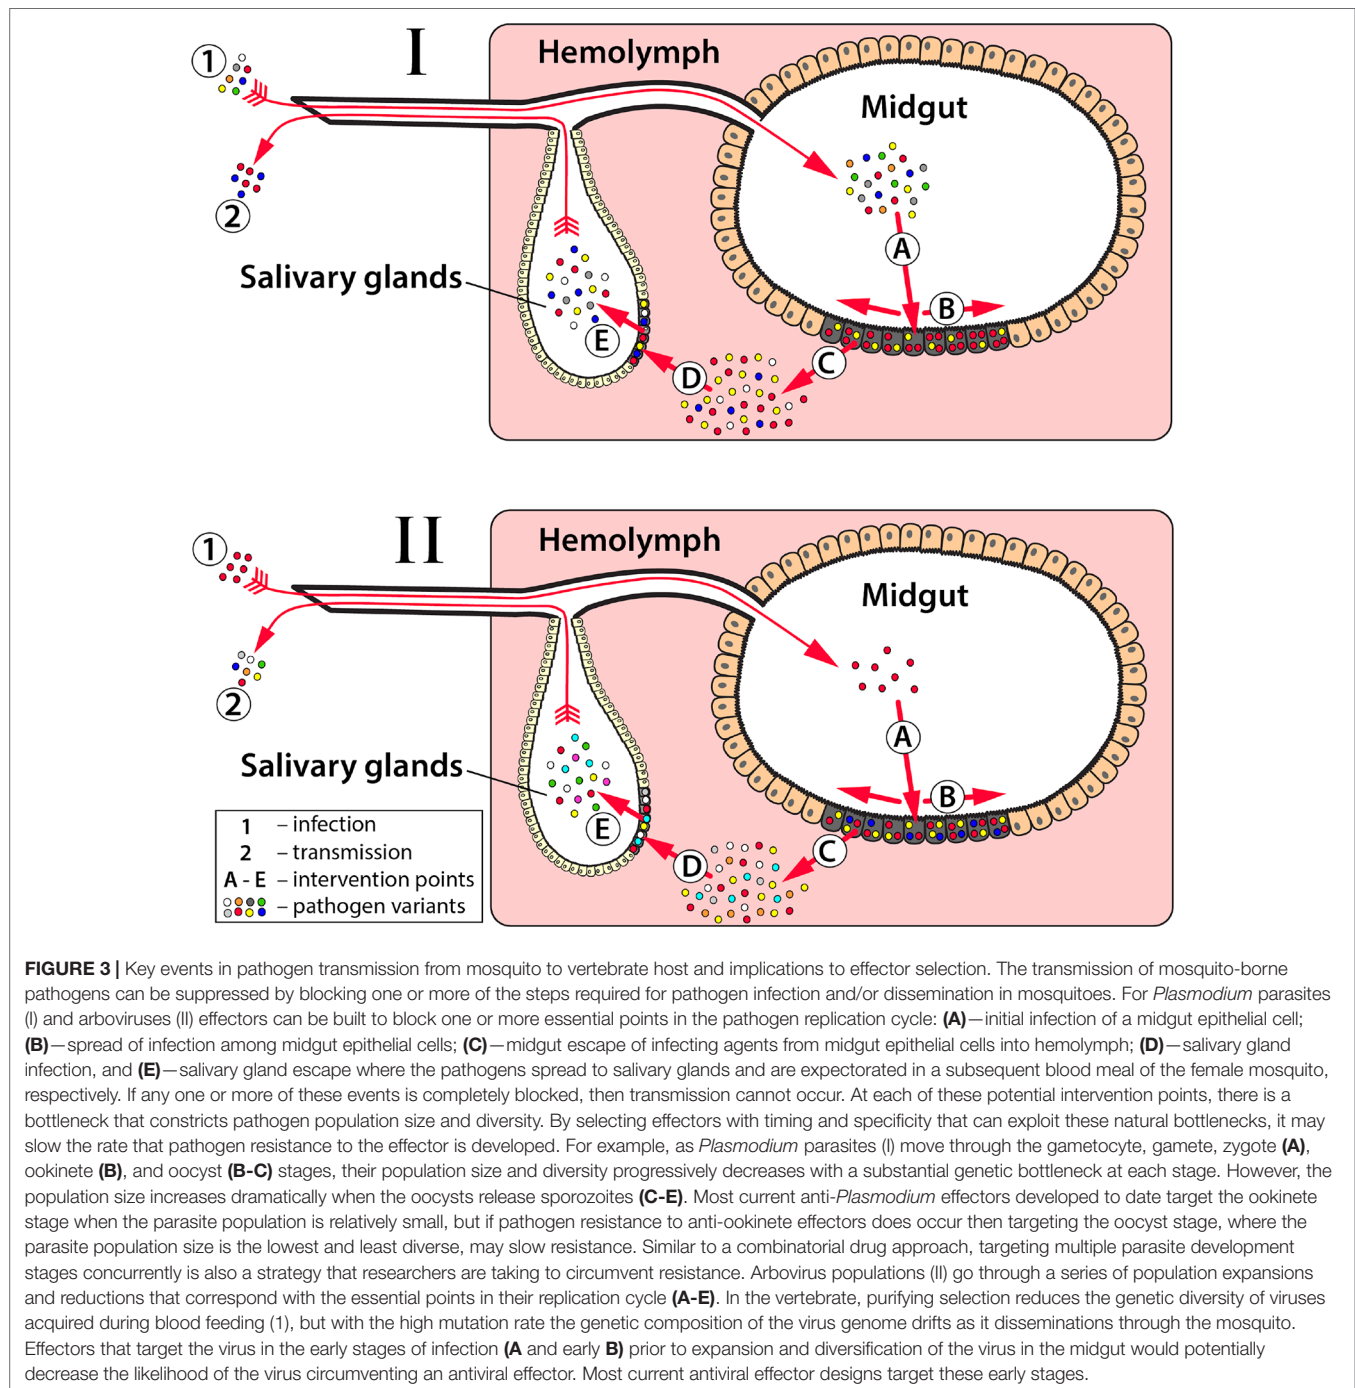 I
1
Hemolymph
Midgut
2
A
Salivary glands
B
E
C
D
II
1
Hemolymph
Midgut
2
A
Salivary glands
B
E
C
D
1 – infection
2 – transmission
A - E – intervention points
– pathogen variants
FIGURE 3 | Key events in pathogen transmission from mosquito to vertebrate host and implications to effector selection. The transmission of mosquito-borne
pathogens can be suppressed by blocking one or more of the steps required for pathogen infection and/or dissemination in mosquitoes. For Plasmodium parasites
(I) and arboviruses (II) effectors can be built to block one or more essential points in the pathogen replication cycle: (A)—initial infection of a midgut epithelial cell;
(B)—spread of infection among midgut epithelial cells; (C)—midgut escape of infecting agents from midgut epithelial cells into hemolymph; (D)—salivary gland
infection, and (E)—salivary gland escape where the pathogens spread to salivary glands and are expectorated in a subsequent blood meal of the female mosquito,
respectively. If any one or more of these events is completely blocked, then transmission cannot occur. At each of these potential intervention points, there is a
bottleneck that constricts pathogen population size and diversity. By selecting effectors with timing and specificity that can exploit these natural bottlenecks, it may
slow the rate that pathogen resistance to the effector is developed. For example, as Plasmodium parasites (I) move through the gametocyte, gamete, zygote (A),
ookinete (B), and oocyst (B-C) stages, their population size and diversity progressively decreases with a substantial genetic bottleneck at each stage. However, the
population size increases dramatically when the oocysts release sporozoites (C-E). Most current anti-Plasmodium effectors developed to date target the ookinete
stage when the parasite population is relatively small, but if pathogen resistance to anti-ookinete effectors does occur then targeting the oocyst stage, where the
parasite population size is the lowest and least diverse, may slow resistance. Similar to a combinatorial drug approach, targeting multiple parasite development
stages concurrently is also a strategy that researchers are taking to circumvent resistance. Arbovirus populations (II) go through a series of population expansions
and reductions that correspond with the essential points in their replication cycle (A-E). In the vertebrate, purifying selection reduces the genetic diversity of viruses
acquired during blood feeding (1), but with the high mutation rate the genetic composition of the virus genome drifts as it disseminations through the mosquito.
Effectors that target the virus in the early stages of infection (A and early B) prior to expansion and diversification of the virus in the midgut would potentially
decrease the likelihood of the virus circumventing an antiviral effector. Most current antiviral effector designs target these early stages.